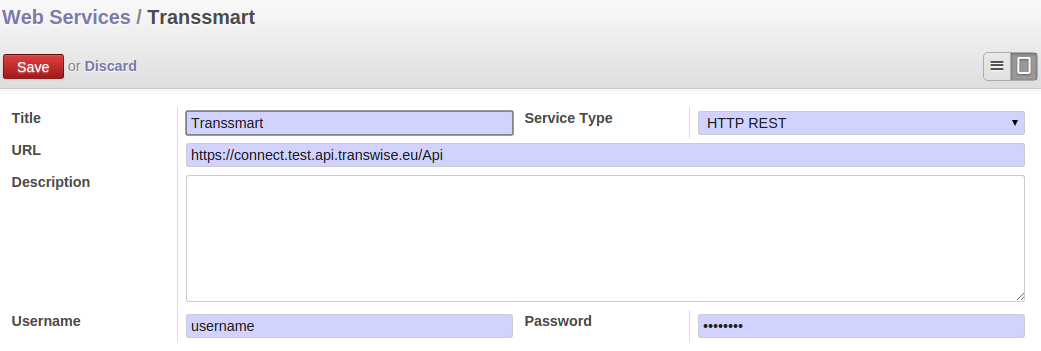 Web Services / Transsmart
Save or Discard
Title Transsmart Service Type HTTP REST
URL https://connect.test.api.transwise.eu/Api
Description
Username username Password ••••••••